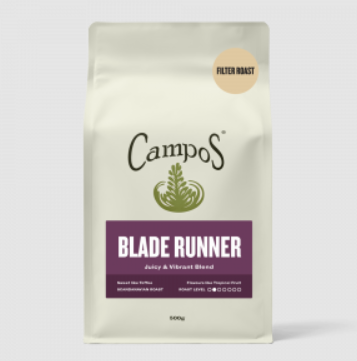 FILTER ROAST
CampoS®
BLADE RUNNER
Juicy & Vibrant Blend
ROAST LEVEL
500g